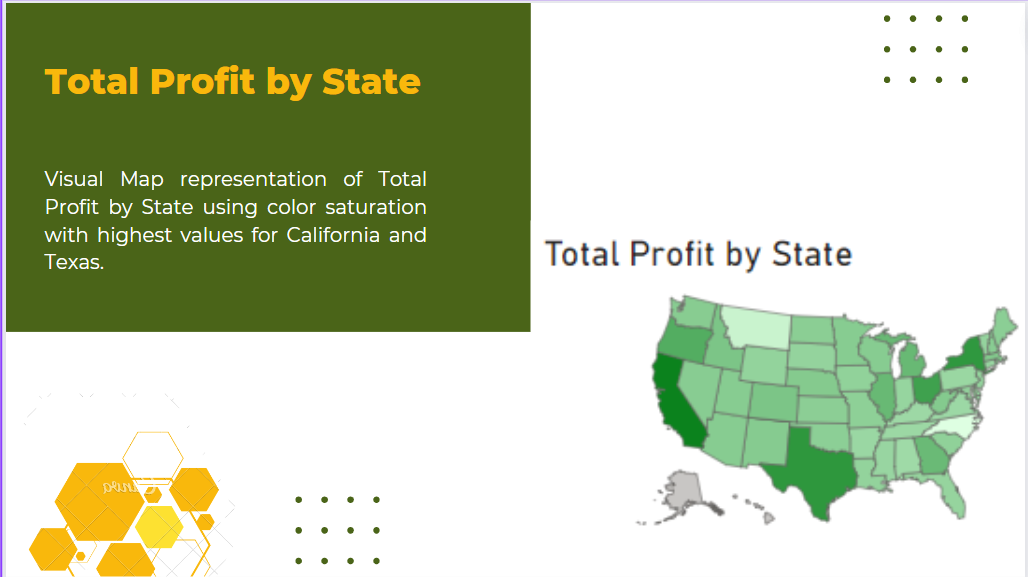 Total Profit by State
Visual Map representation of Total
Profit by State using color saturation
with highest values for California and
Texas.
Total Profit by State